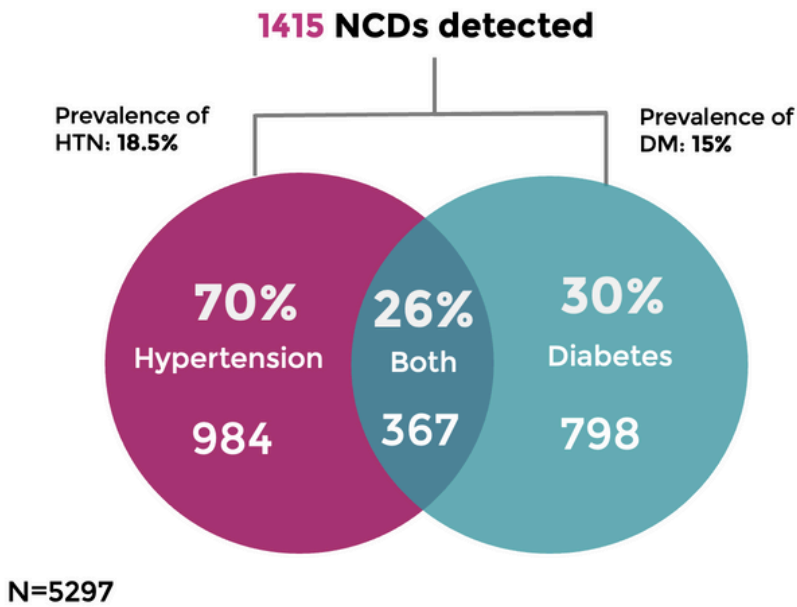 1415 NCDs detected
Prevalence of
HTN: 18.5%
Prevalence of
DM: 15%
70%
Hypertension
984
26%
Both
367
30%
Diabetes
798
N=5297